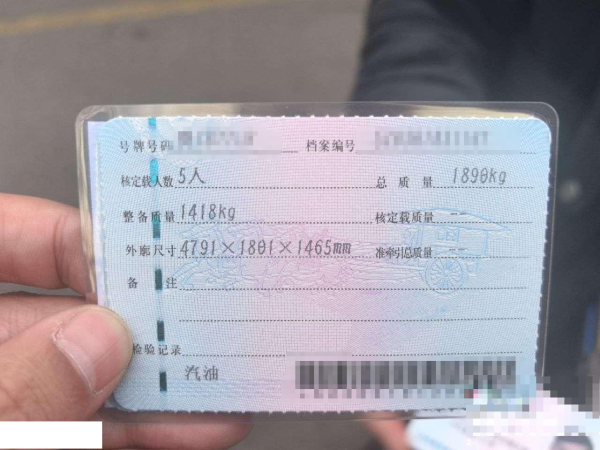 号牌号码 档案编号
核定载人数 5人 总质量 1890kg
整备质量 1418kg 核定载质量 --
外廓尺寸 4791×1801×1465mm 准牵引总质量 --
备注
检验记录
汽油